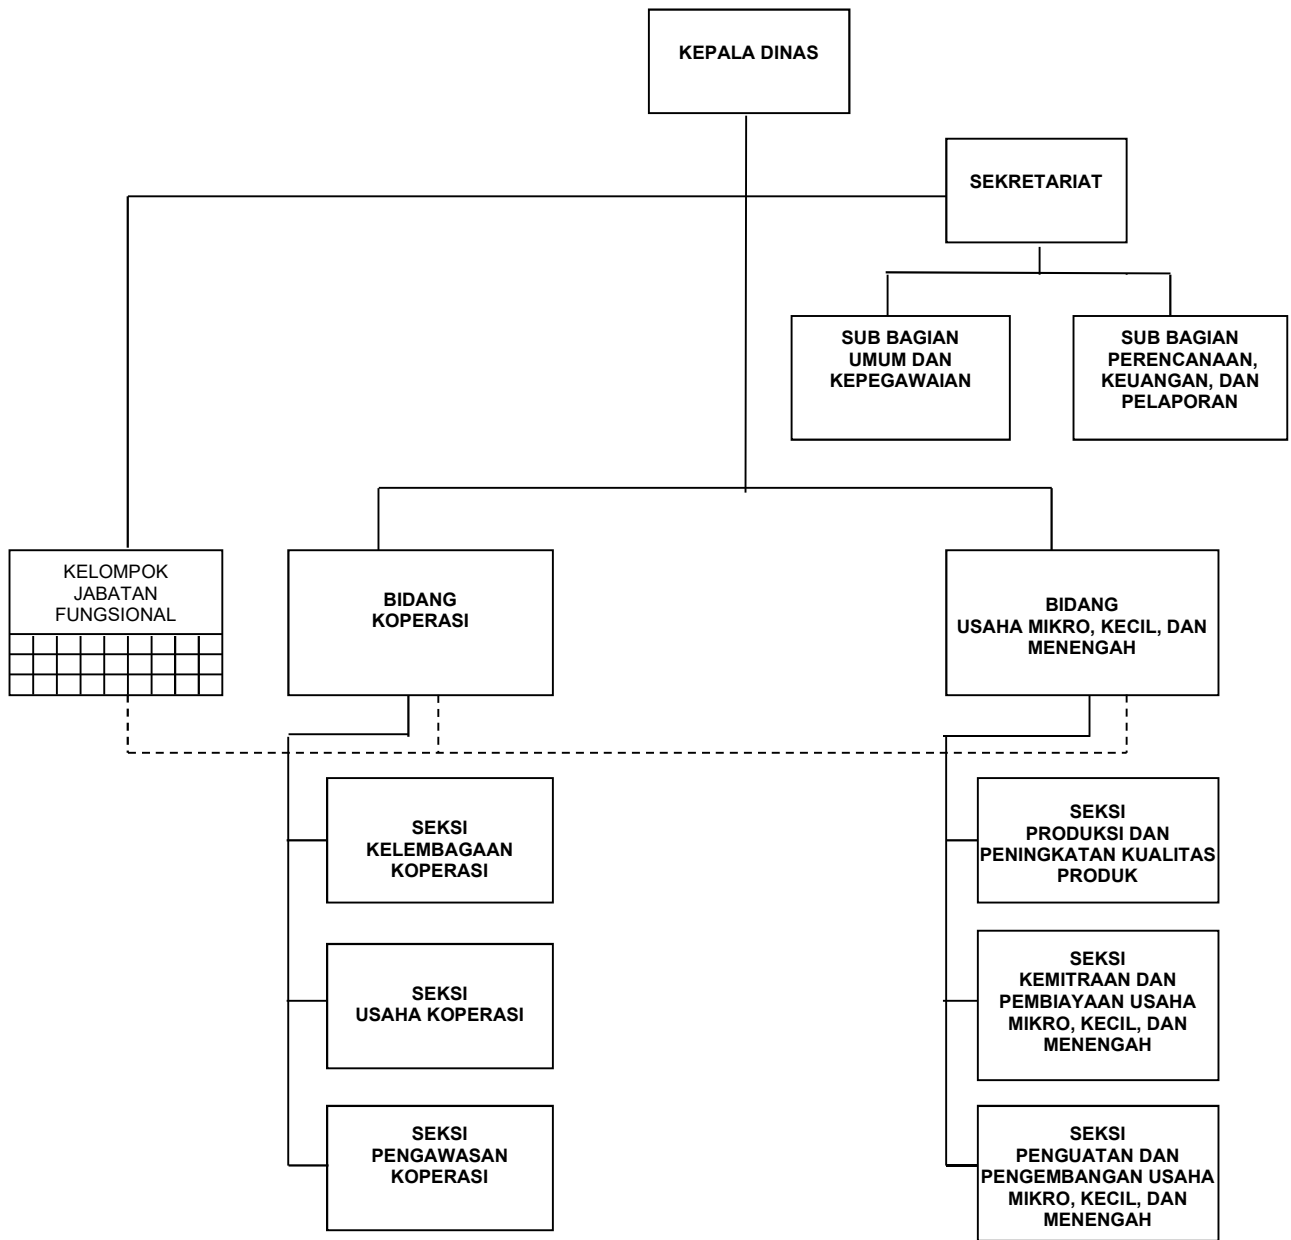 KEPALA DINAS
SEKRETARIAT
SUB BAGIAN
UMUM DAN
KEPEGAWAIAN
SUB BAGIAN
PERENCANAAN,
KEUANGAN, DAN
PELAPORAN
KELOMPOK
JABATAN
FUNGSIONAL
BIDANG
KOPERASI
BIDANG
USAHA MIKRO, KECIL, DAN
MENENGAH
SEKSI
KELEMBAGAAN
KOPERASI
SEKSI
USAHA KOPERASI
SEKSI
PENGAWASAN
KOPERASI
SEKSI
PRODUKSI DAN
PENINGKATAN KUALITAS
PRODUK
SEKSI
KEMITRAAN DAN
PEMBIAYAAN USAHA
MIKRO, KECIL, DAN
MENENGAH
SEKSI
PENGUATAN DAN
PENGEMBANGAN USAHA
MIKRO, KECIL, DAN
MENENGAH